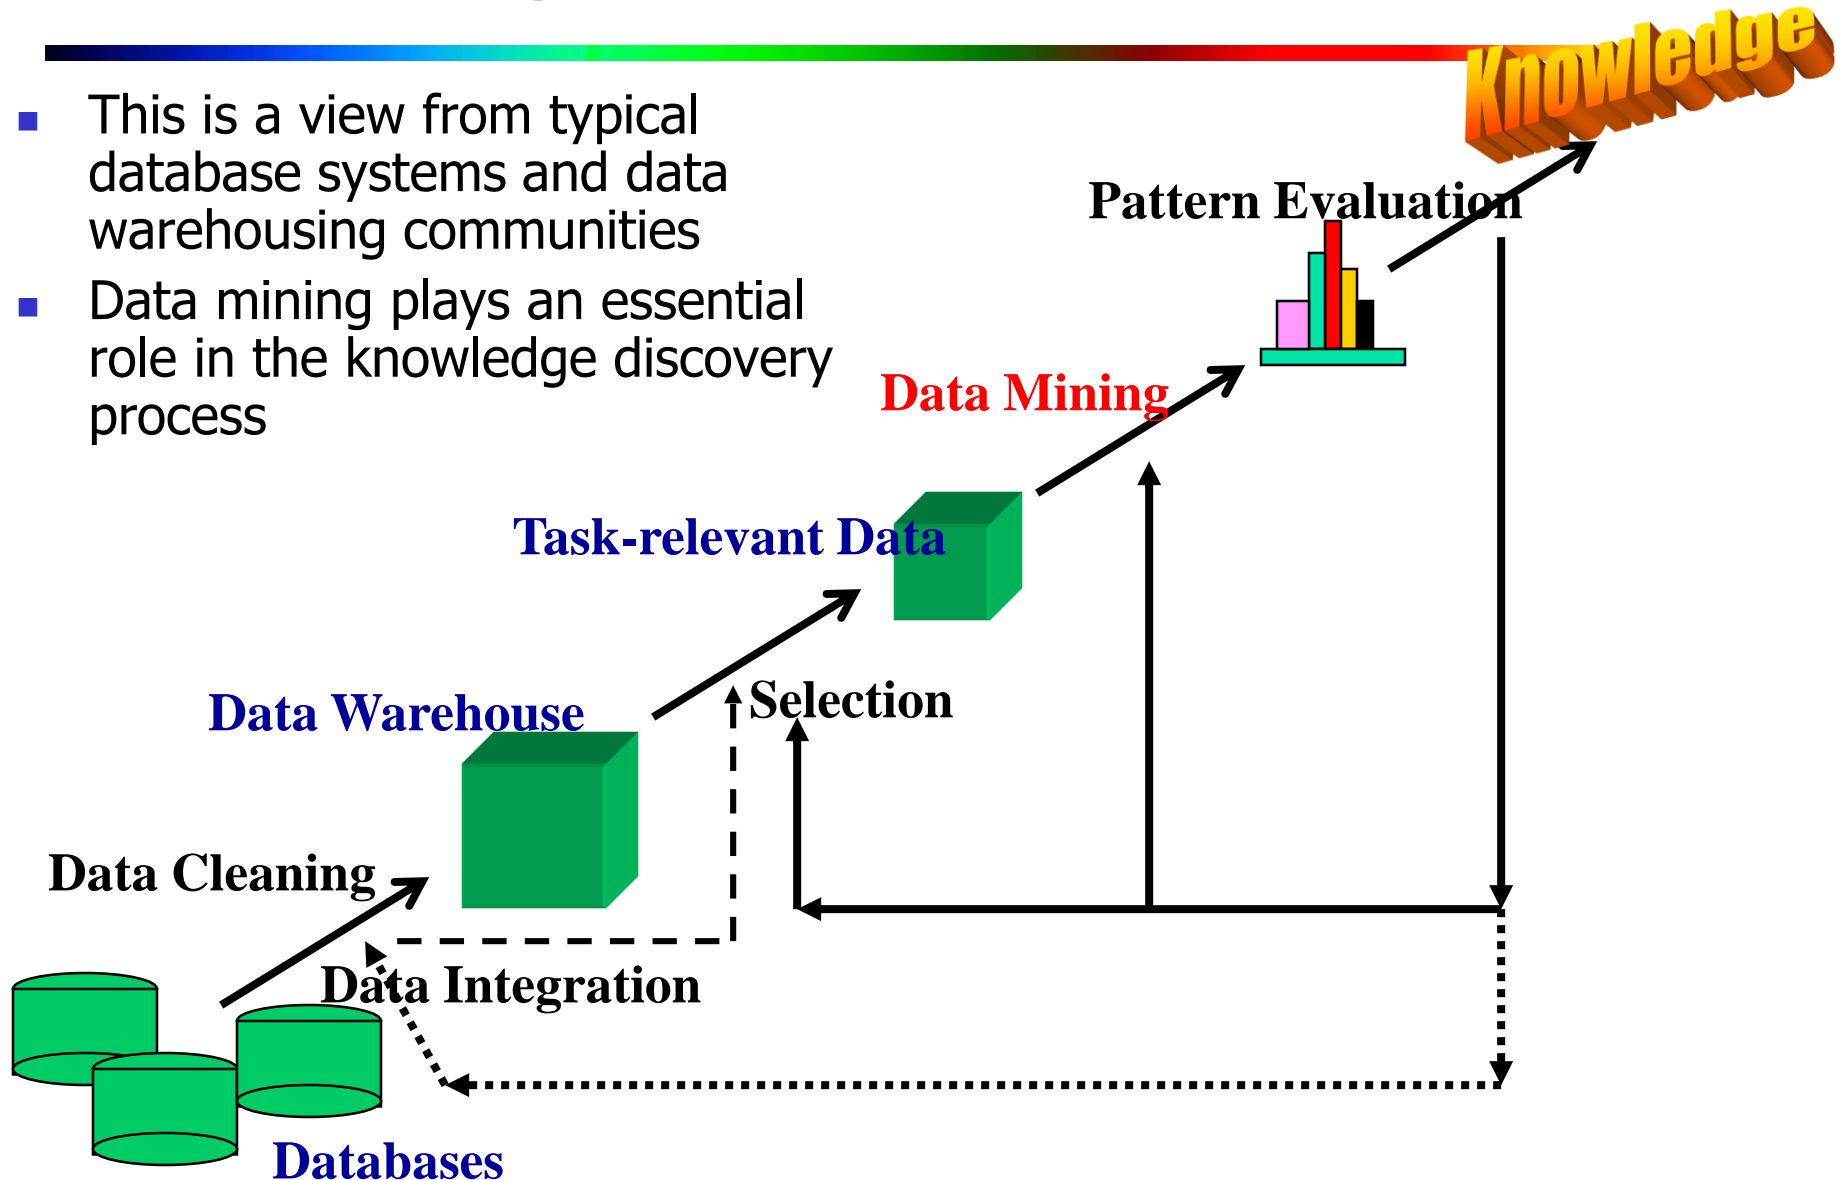 Knowledge
This is a view from typical
database systems and data
warehousing communities
Data mining plays an essential
role in the knowledge discovery
process
Pattern Evaluation
Data Mining
Task-relevant Data
Selection
Data Warehouse
Data Cleaning
Data Integration
Databases